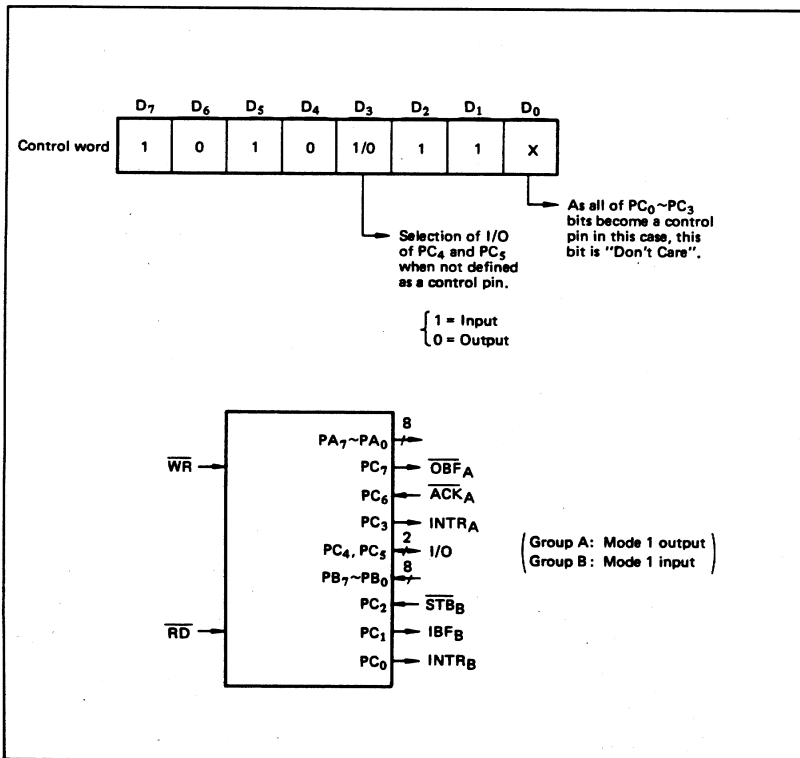 D7 D6 D5 D4 D3 D2 D1 D0
Control word 1 0 1 0 1/0 1 1 X
As all of PC0~PC3
bits become a control
pin in this case, this
bit is "Don't Care".
Selection of I/O
of PC4 and PC5
when not defined
as a control pin.
1 = Input
0 = Output
8
PA7~PA0
WR
PC7 OBFA
PC6 ACKA
PC3 INTRA
2
PC4, PC5 I/O
8
PB7~PB0
PC2 STBB
RD
PC1 IBFB
PC0 INTRB
(Group A: Mode 1 output
Group B: Mode 1 input)